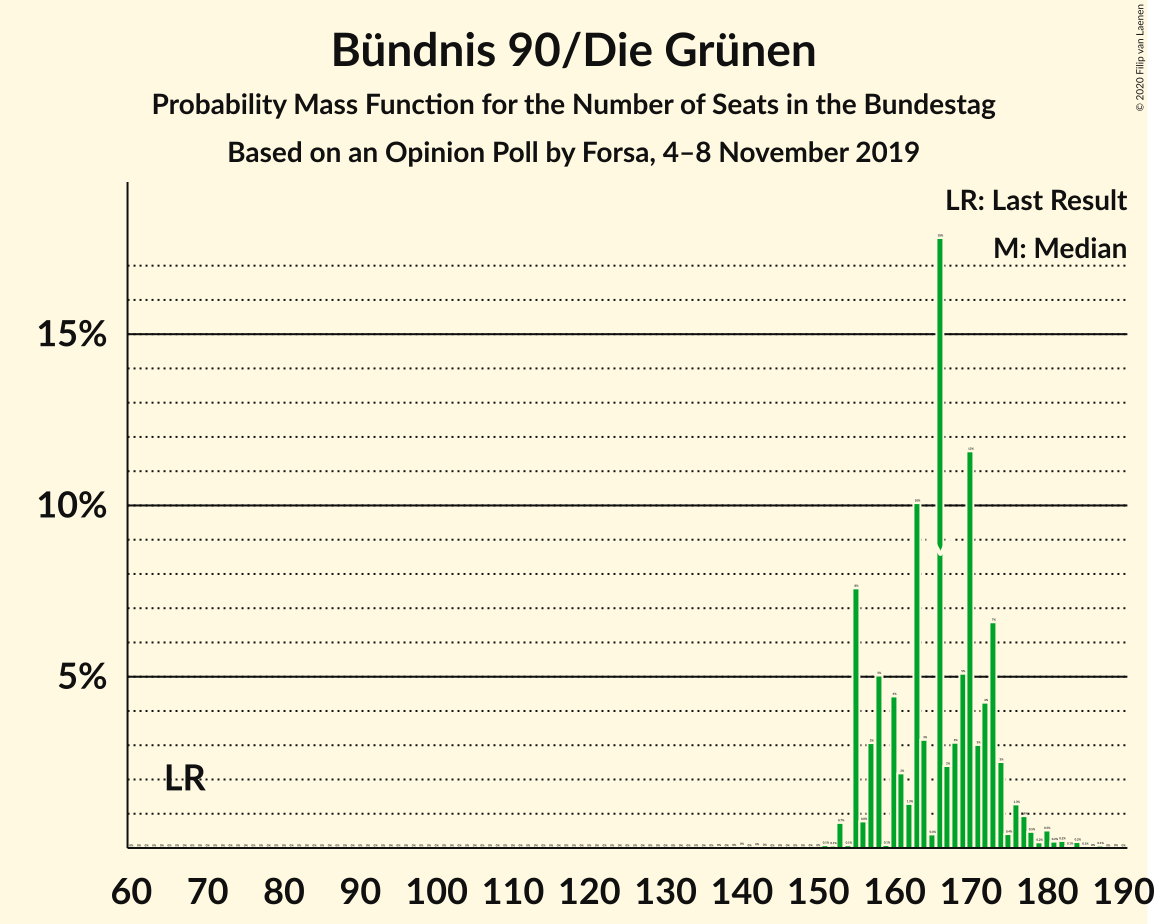 Bündnis 90/Die Grünen
Probability Mass Function for the Number of Seats in the Bundestag
Based on an Opinion Poll by Forsa, 4–8 November 2019
© 2020 Filip van Laenen
LR: Last Result
M: Median
15%
10%
5%
LR
60 70 80 90 100 110 120 130 140 150 160 170 180 190